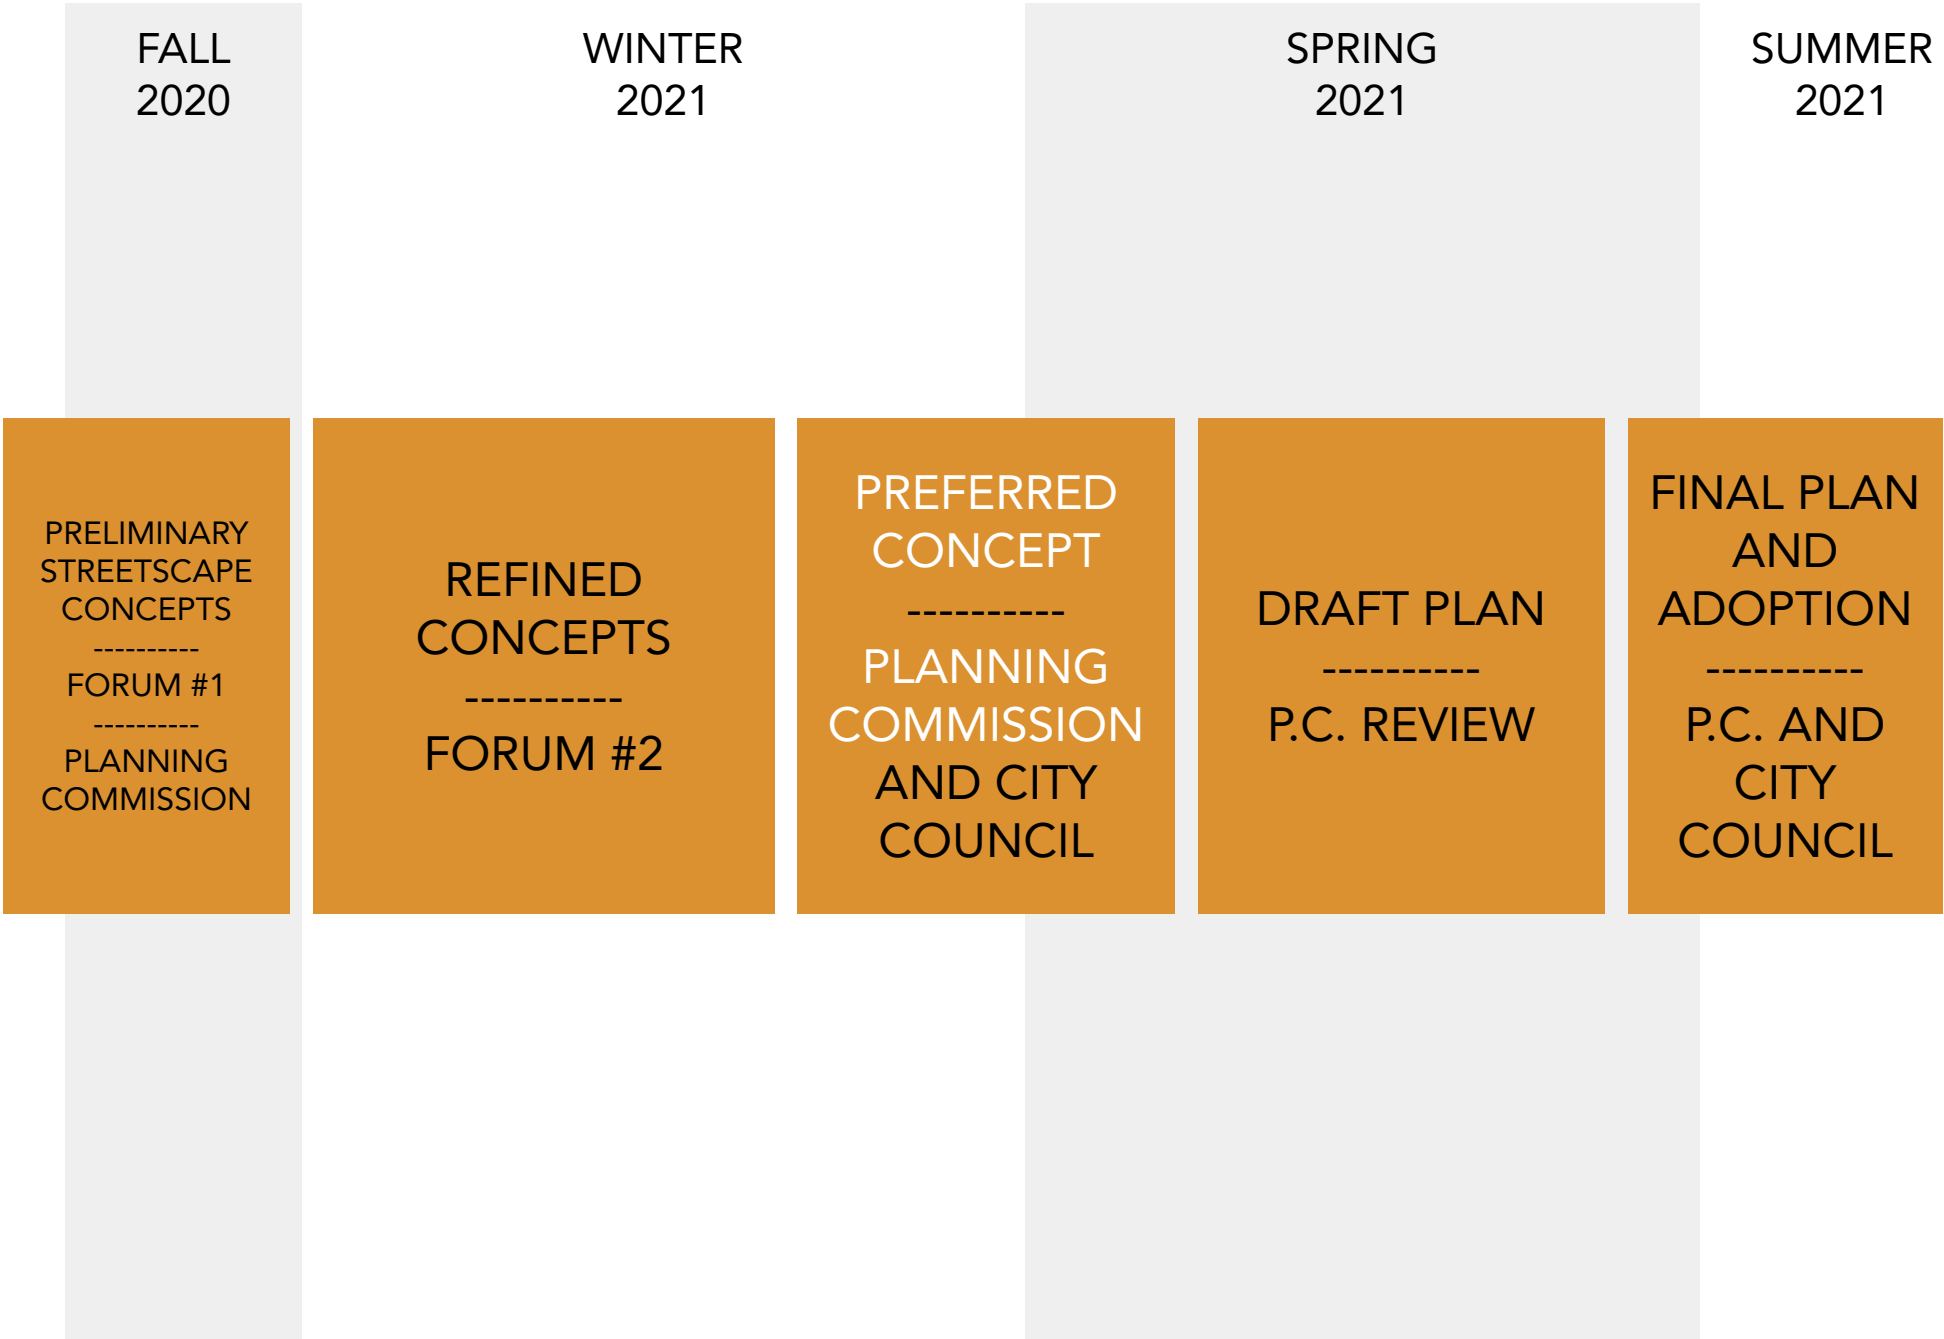 FALL
2020
WINTER
2021
SPRING
2021
SUMMER
2021
PRELIMINARY
STREETSCAPE
CONCEPTS
----------
FORUM #1
----------
PLANNING
COMMISSION
REFINED
CONCEPTS
----------
FORUM #2
PREFERRED
CONCEPT
----------
PLANNING
COMMISSION
AND CITY
COUNCIL
DRAFT PLAN
----------
P.C. REVIEW
FINAL PLAN
AND
ADOPTION
----------
P.C. AND
CITY
COUNCIL